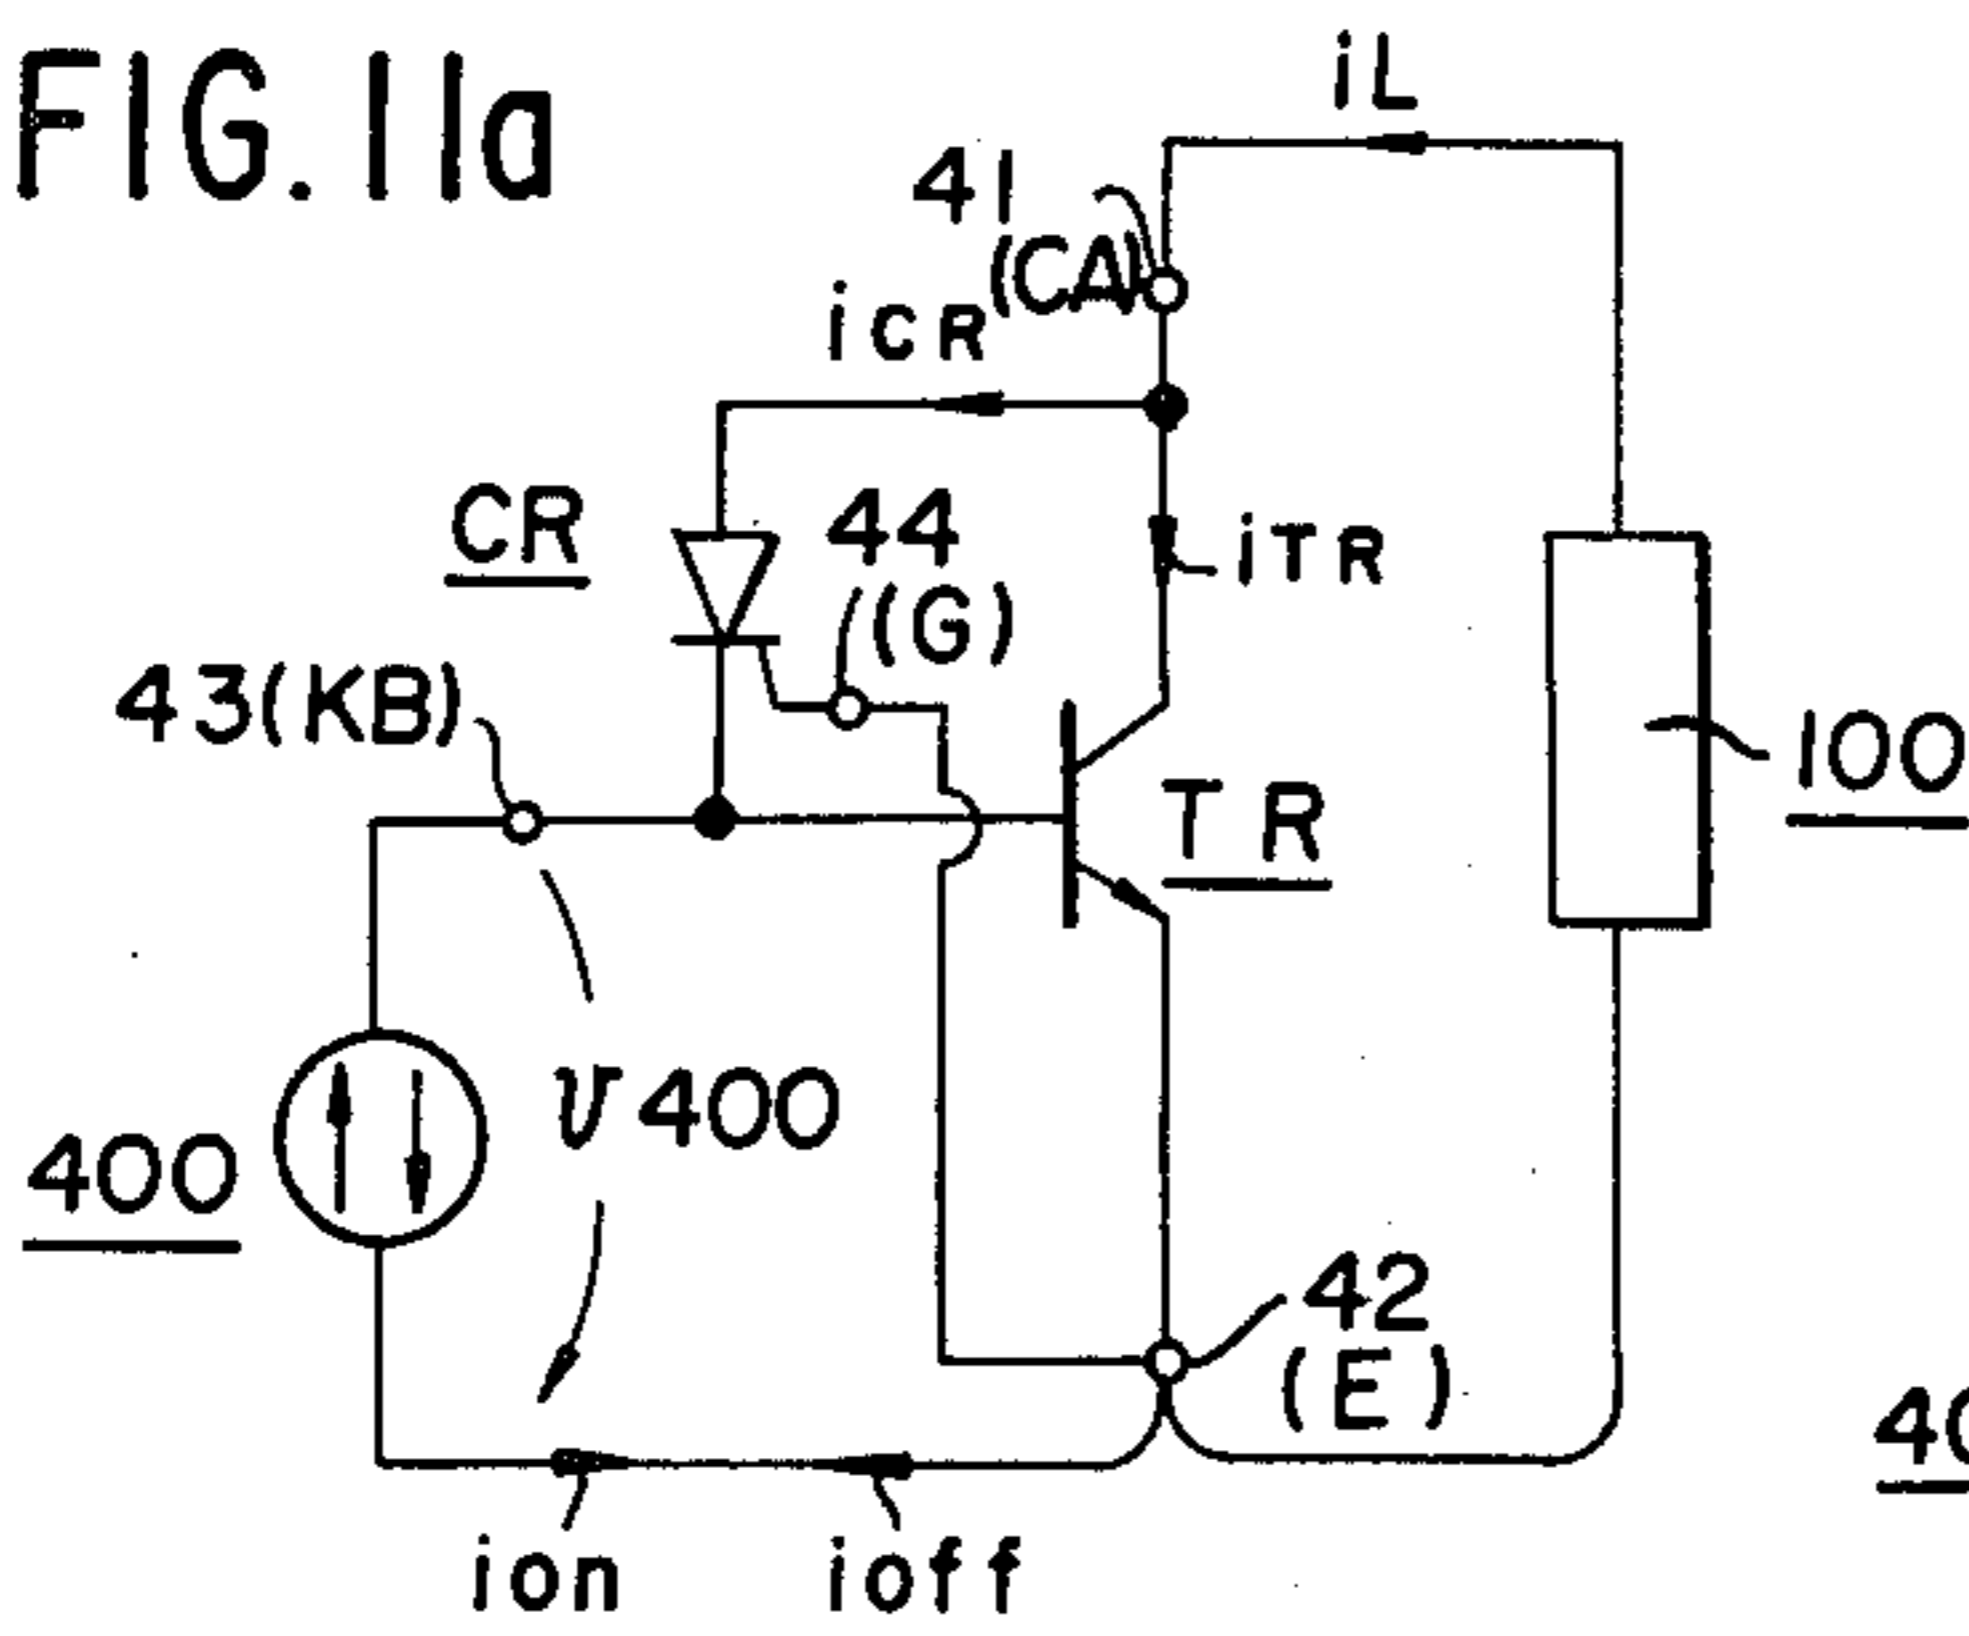 FIG. 11a
iL
41
(CA)
iCR
CR
44
(G)
iTR
43(KB)
TR
100
400
v400
42
(E)
ion
ioff